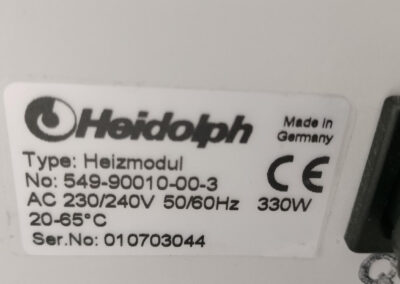 Heidolph
Made in
Germany
Type: Heizmodul
No: 549-90010-00-3
AC 230/240V 50/60Hz 330W
20-65°C
Ser.No: 010703044
CE